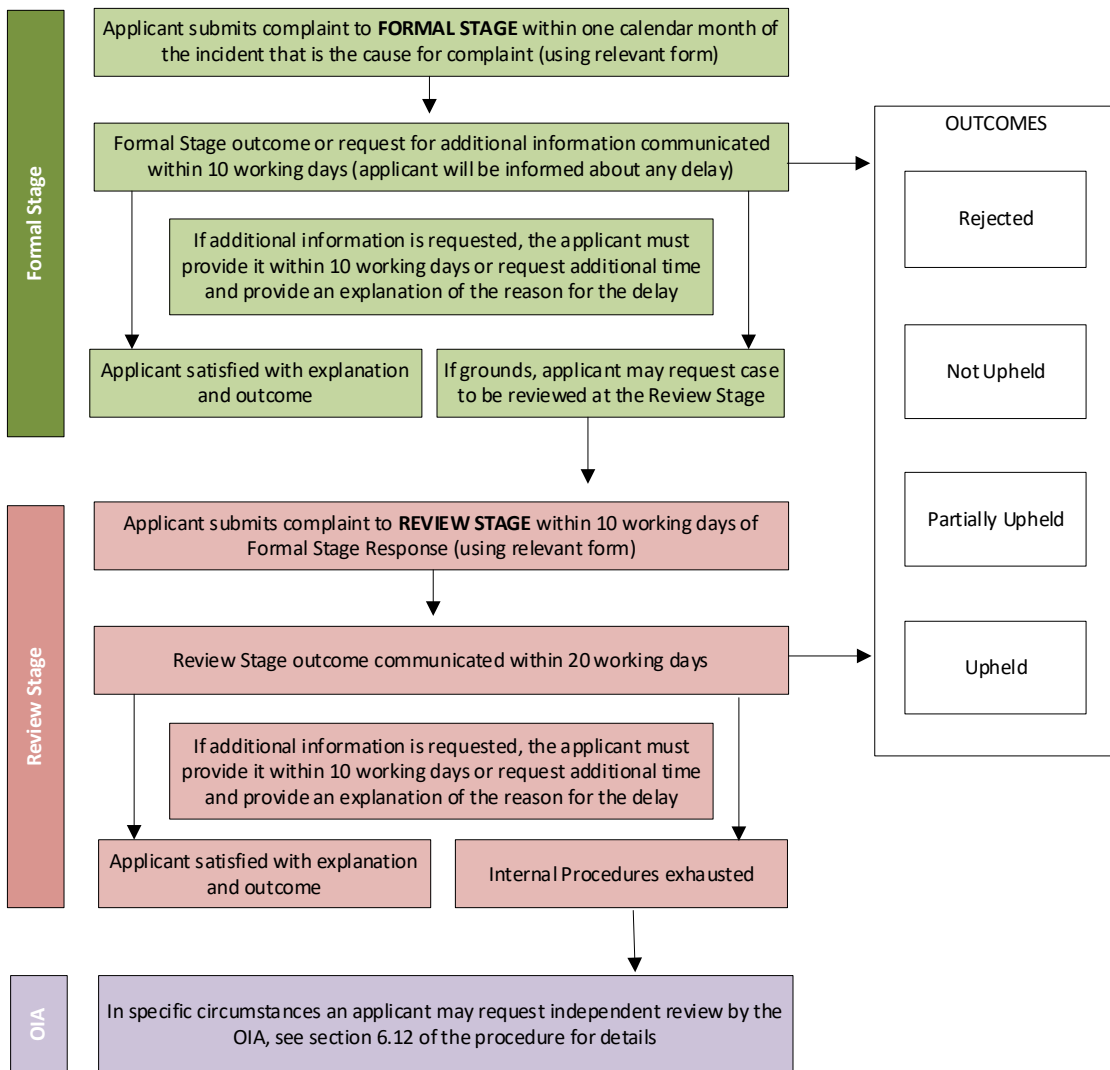 Formal Stage
Applicant submits complaint to FORMAL STAGE within one calendar month of
the incident that is the cause for complaint (using relevant form)
Formal Stage outcome or request for additional information communicated
within 10 working days (applicant will be informed about any delay)
If additional information is requested, the applicant must
provide it within 10 working days or request additional time
and provide an explanation of the reason for the delay
Applicant satisfied with explanation
and outcome
If grounds, applicant may request case
to be reviewed at the Review Stage
Review Stage
Applicant submits complaint to REVIEW STAGE within 10 working days of
Formal Stage Response (using relevant form)
Review Stage outcome communicated within 20 working days
If additional information is requested, the applicant must
provide it within 10 working days or request additional time
and provide an explanation of the reason for the delay
Applicant satisfied with explanation
and outcome
Internal Procedures exhausted
OIA
In specific circumstances an applicant may request independent review by the
OIA, see section 6.12 of the procedure for details
OUTCOMES
Rejected
Not Upheld
Partially Upheld
Upheld